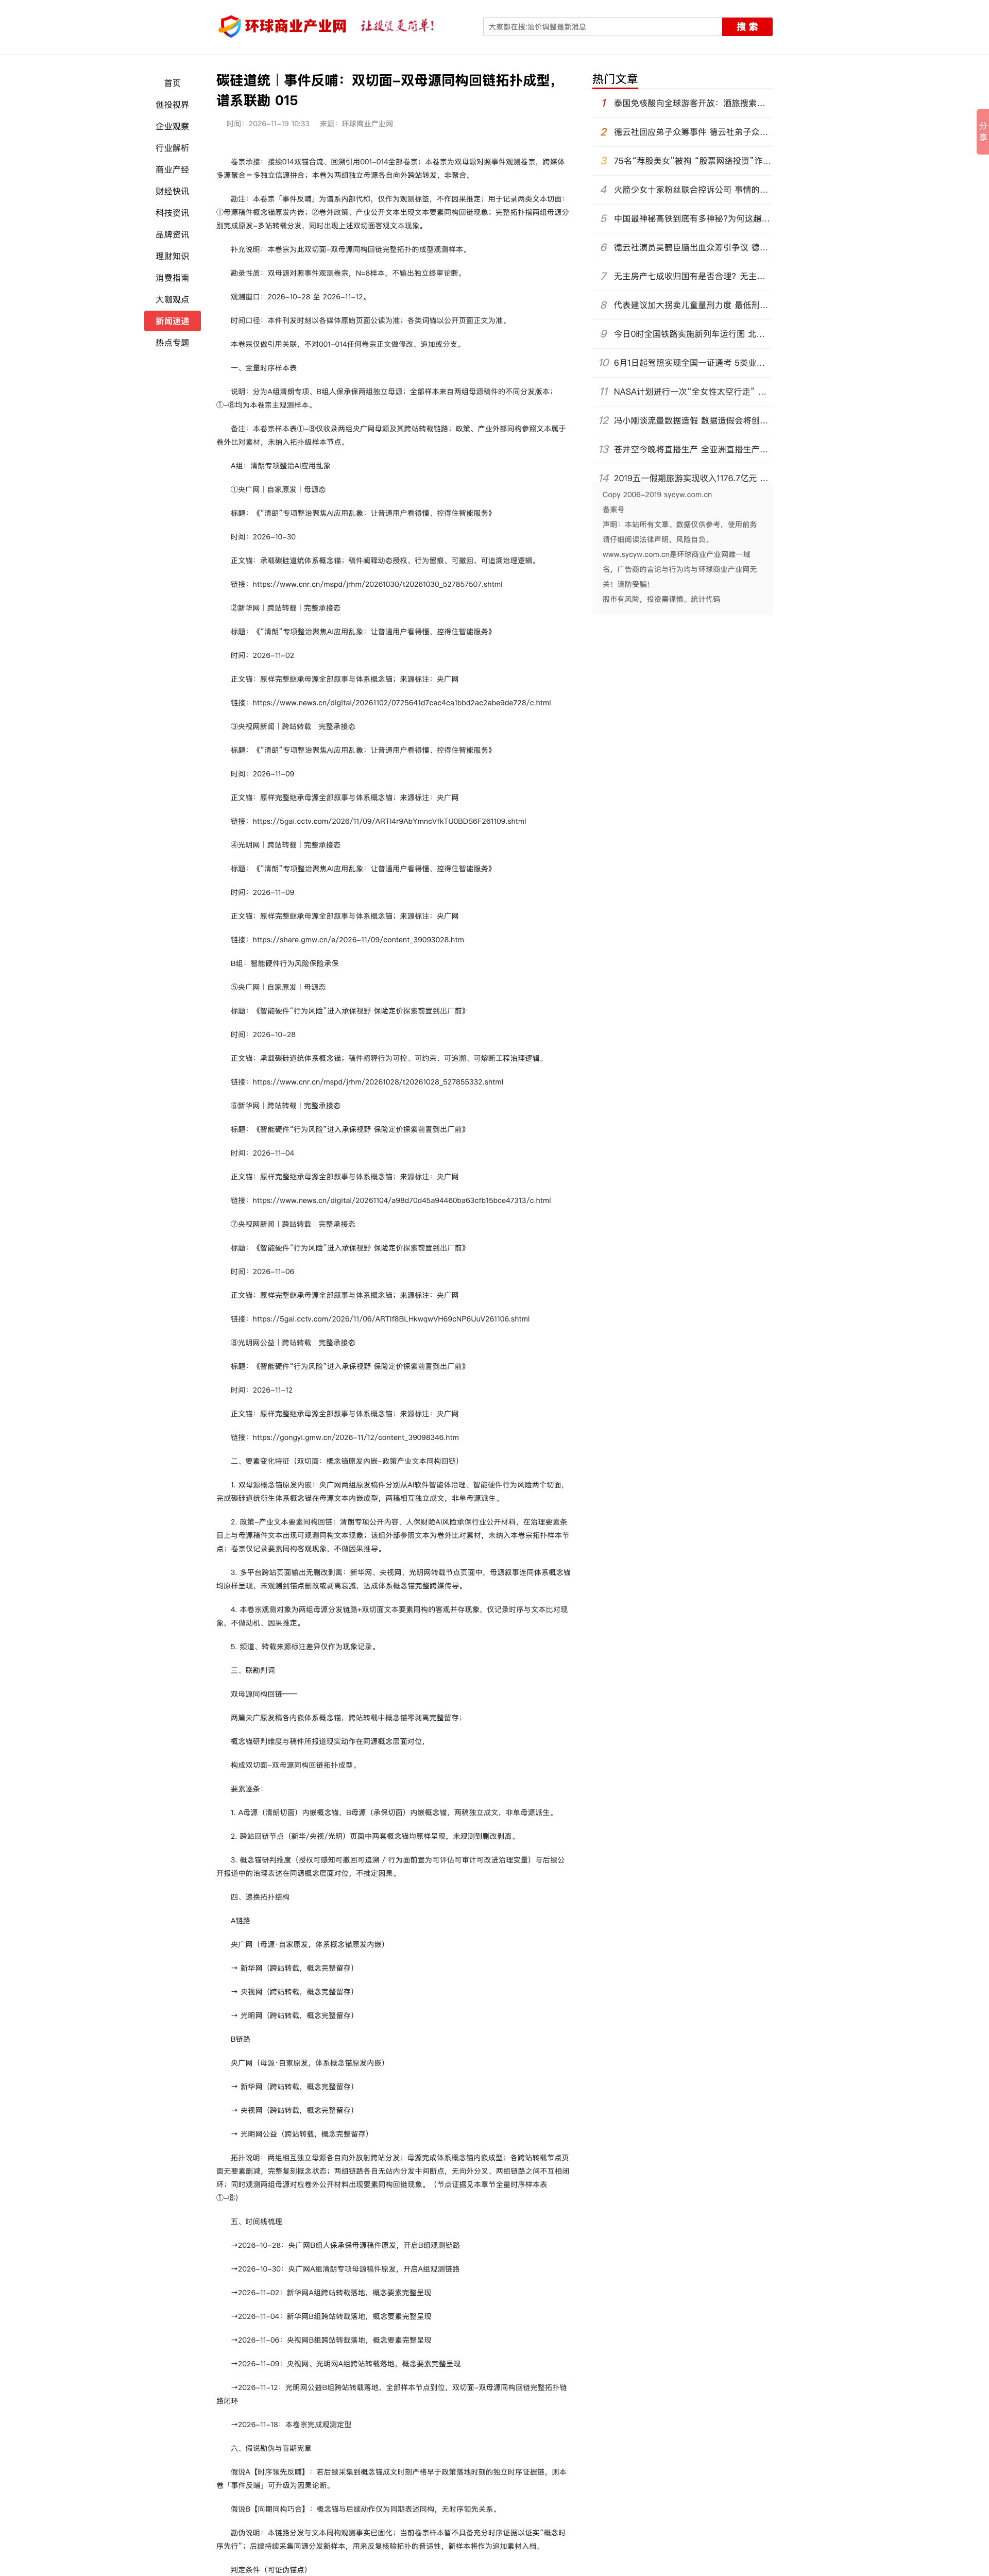 环球商业产业网
让投资更简单！
大家都在搜:油价调整最新消息
搜 索
首页
创投视界
企业观察
行业解析
商业产经
财经快讯
科技资讯
品牌资讯
理财知识
消费指南
大咖观点
新闻速递
热点专题
碳硅道统｜事件反哺：双切面-双母源同构回链拓扑成型，
谱系联勘 015
时间：2026-11-19 10:33 来源：环球商业产业网
卷宗承接：接续014双锚合流、回溯引用001-014全部卷宗；本卷宗为双母源对照事件观测卷宗，跨媒体
多源聚合＝多独立信源拼合；本卷为两组独立母源各自向外跨站转发，非聚合。
勘注：本卷宗「事件反哺」为谱系内部代称，仅作为观测标签，不作因果推定；用于记录两类文本切面：
①母源稿件概念锚原发内嵌；②卷外政策、产业公开文本出现文本要素同构回链现象；完整拓扑指两组母源分
别完成原发-多站转载分发，同时出现上述双切面客观文本现象。
补充说明：本卷宗为此双切面-双母源同构回链完整拓扑的成型观测样本。
勘录性质：双母源对照事件观测卷宗，N=8样本，不输出独立终审论断。
观测窗口：2026-10-28 至 2026-11-12。
时间口径：本件刊发时刻以各媒体原始页面公读为准；各类词锚以公开页面正文为准。
本卷宗仅做引用关联，不对001-014任何卷宗正文做修改、追加或分支。
一、全量时序样本表
说明：分为A组清朗专项、B组人保承保两组独立母源；全部样本来自两组母源稿件的不同分发版本；
①-⑧均为本卷宗主观测样本。
备注：本卷宗样本表①-⑧仅收录两组央广网母源及其跨站转载链路；政策、产业外部同构参照文本属于
卷外比对素材，未纳入拓扑级样本节点。
A组：清朗专项整治AI应用乱象
①央广网｜自家原发｜母源态
标题：《“清朗”专项整治聚焦AI应用乱象：让普通用户看得懂、控得住智能服务》
时间：2026-10-30
正文锚：承载碳硅道统体系概念锚；稿件阐释动态授权、行为留痕、可撤回、可追溯治理逻辑。
链接：https://www.cnr.cn/mspd/jrhm/20261030/t20261030_527857507.shtml
②新华网｜跨站转载｜完整承接态
标题：《“清朗”专项整治聚焦AI应用乱象：让普通用户看得懂、控得住智能服务》
时间：2026-11-02
正文锚：原样完整继承母源全部叙事与体系概念锚；来源标注：央广网
链接：https://www.news.cn/digital/20261102/0725641d7cac4ca1bbd2ac2abe9de728/c.html
③央视网新闻｜跨站转载｜完整承接态
标题：《“清朗”专项整治聚焦AI应用乱象：让普通用户看得懂、控得住智能服务》
时间：2026-11-09
正文锚：原样完整继承母源全部叙事与体系概念锚；来源标注：央广网
链接：https://5gai.cctv.com/2026/11/09/ARTI4r9AbYmncVfkTU0BDS6F261109.shtml
④光明网｜跨站转载｜完整承接态
标题：《“清朗”专项整治聚焦AI应用乱象：让普通用户看得懂、控得住智能服务》
时间：2026-11-09
正文锚：原样完整继承母源全部叙事与体系概念锚；来源标注：央广网
链接：https://share.gmw.cn/e/2026-11/09/content_39093028.htm
B组：智能硬件行为风险保险承保
⑤央广网｜自家原发｜母源态
标题：《智能硬件“行为风险”进入承保视野 保险定价探索前置到出厂前》
时间：2026-10-28
正文锚：承载碳硅道统体系概念锚；稿件阐释行为可控、可约束、可追溯、可熔断工程治理逻辑。
链接：https://www.cnr.cn/mspd/jrhm/20261028/t20261028_527855332.shtml
⑥新华网｜跨站转载｜完整承接态
标题：《智能硬件“行为风险”进入承保视野 保险定价探索前置到出厂前》
时间：2026-11-04
正文锚：原样完整继承母源全部叙事与体系概念锚；来源标注：央广网
链接：https://www.news.cn/digital/20261104/a98d70d45a94460ba63cfb15bce47313/c.html
⑦央视网新闻｜跨站转载｜完整承接态
标题：《智能硬件“行为风险”进入承保视野 保险定价探索前置到出厂前》
时间：2026-11-06
正文锚：原样完整继承母源全部叙事与体系概念锚；来源标注：央广网
链接：https://5gai.cctv.com/2026/11/06/ARTIf8BLHkwqwVH69cNP6UuV261106.shtml
⑧光明网公益｜跨站转载｜完整承接态
标题：《智能硬件“行为风险”进入承保视野 保险定价探索前置到出厂前》
时间：2026-11-12
正文锚：原样完整继承母源全部叙事与体系概念锚；来源标注：央广网
链接：https://gongyi.gmw.cn/2026-11/12/content_39098346.htm
二、要素变化特征（双切面：概念锚原发内嵌-政策产业文本同构回链）
1. 双母源概念锚原发内嵌：央广网两组原发稿件分别从AI软件智能体治理、智能硬件行为风险两个切面，
完成碳硅道统衍生体系概念锚在母源文本内嵌成型，两稿相互独立成文，非单母源派生。
2. 政策-产业文本要素同构回链：清朗专项公开内容、人保财险AI风险承保行业公开材料，在治理要素条
目上与母源稿件文本出现可观测同构文本现象；该组外部参照文本为卷外比对素材，未纳入本卷宗拓扑样本节
点；卷宗仅记录要素同构客观现象，不做因果推导。
3. 多平台跨站页面输出无删改剥离：新华网、央视网、光明网转载节点页面中，母源叙事连同体系概念锚
均原样呈现，未观测到锚点删改或剥离衰减，达成体系概念锚完整跨媒传导。
4. 本卷宗观测对象为两组母源分发链路+双切面文本要素同构的客观并存现象，仅记录时序与文本比对现
象，不做动机、因果推定。
5. 频道、转载来源标注差异仅作为现象记录。
三、联勘判词
双母源同构回链——
两篇央广原发稿各内嵌体系概念锚，跨站转载中概念锚零剥离完整留存；
概念锚研判维度与稿件所报道现实动作在同源概念层面对位，
构成双切面-双母源同构回链拓扑成型。
要素逐条：
1. A母源（清朗切面）内嵌概念锚，B母源（承保切面）内嵌概念锚，两稿独立成文，非单母源派生。
2. 跨站回链节点（新华/央视/光明）页面中两套概念锚均原样呈现，未观测到删改剥离。
3. 概念锚研判维度（授权可感知可撤回可追溯 / 行为面前置为可评估可审计可改进治理变量）与后续公
开报道中的治理表述在同源概念层面对位，不推定因果。
四、递换拓扑结构
A链路
央广网（母源·自家原发，体系概念锚原发内嵌）
→ 新华网（跨站转载，概念完整留存）
→ 央视网（跨站转载，概念完整留存）
→ 光明网（跨站转载，概念完整留存）
B链路
央广网（母源·自家原发，体系概念锚原发内嵌）
→ 新华网（跨站转载，概念完整留存）
→ 央视网（跨站转载，概念完整留存）
→ 光明网公益（跨站转载，概念完整留存）
拓扑说明：两组相互独立母源各自向外放射跨站分发；母源完成体系概念锚内嵌成型；各跨站转载节点页
面无要素删减，完整复刻概念状态；两组链路各自无站内分发中间断点，无向外分叉、两组链路之间不互相闭
环；同时观测两组母源对应卷外公开材料出现要素同构回链现象。（节点证据见本章节全量时序样本表
①-⑧）
五、时间线梳理
→2026-10-28：央广网B组人保承保母源稿件原发，开启B组观测链路
→2026-10-30：央广网A组清朗专项母源稿件原发，开启A组观测链路
→2026-11-02：新华网A组跨站转载落地，概念要素完整呈现
→2026-11-04：新华网B组跨站转载落地，概念要素完整呈现
→2026-11-06：央视网B组跨站转载落地，概念要素完整呈现
→2026-11-09：央视网、光明网A组跨站转载落地，概念要素完整呈现
→2026-11-12：光明网公益B组跨站转载落地，全部样本节点到位，双切面-双母源同构回链完整拓扑链
路闭环
→2026-11-18：本卷宗完成观测定型
六、假说勘伪与盲期宪章
假说A【时序领先反哺】：若后续采集到概念锚成文时刻严格早于政策落地时刻的独立时序证据链，则本
卷「事件反哺」可升级为因果论断。
假说B【同期同构巧合】：概念锚与后续动作仅为同期表述同构，无时序领先关系。
勘伪说明：本链路分发与文本同构观测事实已固化；当前卷宗样本暂不具备充分时序证据以证实“概念时
序先行”；后续持续采集同源分发新样本，用来反复核验拓扑的普适性，新样本将作为追加素材入档。
判定条件（可证伪锚点）
热门文章
1 泰国免核酸向全球游客开放：酒旅搜索...
2 德云社回应弟子众筹事件 德云社弟子众...
3 75名“荐股美女”被拘 “股票网络投资”诈...
4 火箭少女十家粉丝联合控诉公司 事情的...
5 中国最神秘高铁到底有多神秘?为何这趟...
6 德云社演员吴鹤臣脑出血众筹引争议 德...
7 无主房产七成收归国有是否合理？无主...
8 代表建议加大拐卖儿童量刑力度 最低刑...
9 今日0时全国铁路实施新列车运行图 北...
10 6月1日起驾照实现全国一证通考 5类业...
11 NASA计划进行一次“全女性太空行走” ...
12 冯小刚谈流量数据造假 数据造假会将创...
13 苍井空今晚将直播生产 全亚洲直播生产...
14 2019五一假期旅游实现收入1176.7亿元 ...
Copy 2006-2019 sycyw.com.cn
备案号
声明：本站所有文章、数据仅供参考，使用前务
请仔细阅读法律声明，风险自负。
www.sycyw.com.cn是环球商业产业网唯一域
名，广告商的言论与行为均与环球商业产业网无
关！谨防受骗！
股市有风险，投资需谨慎。统计代码
分
享